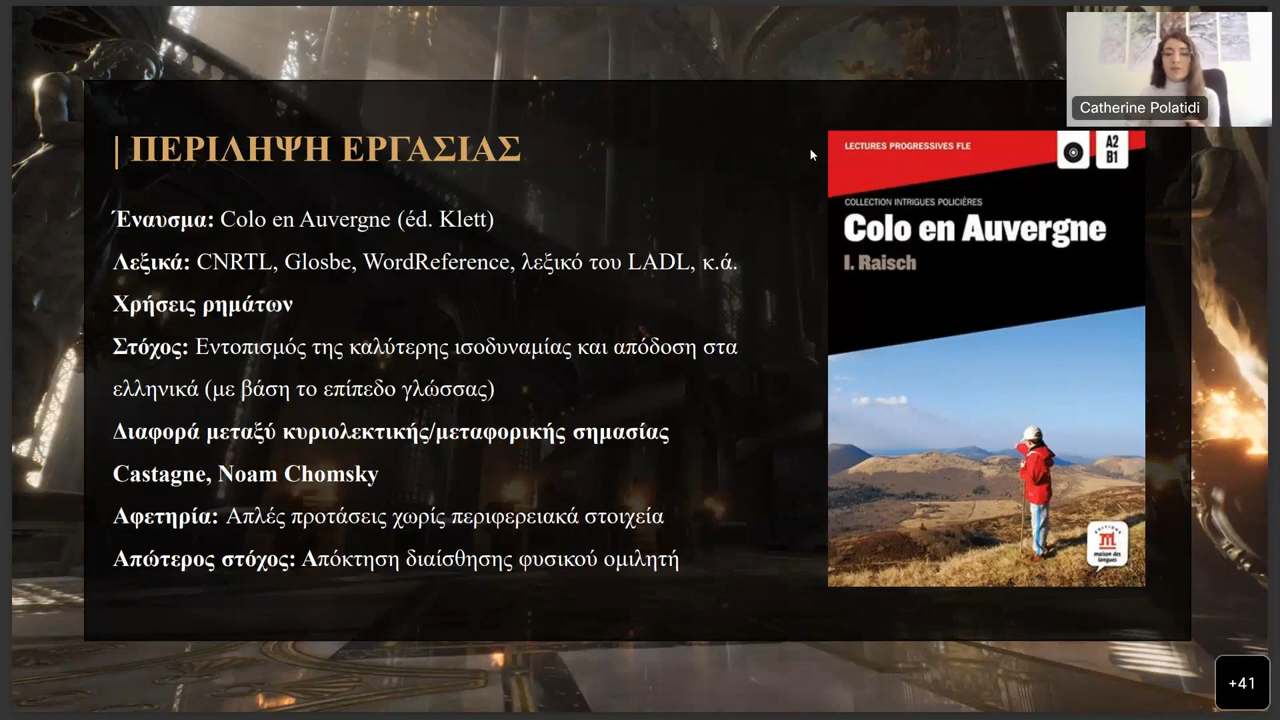 Catherine Polatidi
| ΠΕΡΙΛΗΨΗ ΕΡΓΑΣΙΑΣ
Έναυσμα: Colo en Auvergne (éd. Klett)
Λεξικά: CNRTL, Glosbe, WordReference, λεξικό του LADL, κ.ά.
Χρήσεις ρημάτων
Στόχος: Εντοπισμός της καλύτερης ισοδυναμίας και απόδοση στα
ελληνικά (με βάση το επίπεδο γλώσσας)
Διαφορά μεταξύ κυριολεκτικής/μεταφορικής σημασίας
Castagne, Noam Chomsky
Αφετηρία: Απλές προτάσεις χωρίς περιφερειακά στοιχεία
Απώτερος στόχος: Απόκτηση διαίσθησης φυσικού ομιλητή
LECTURES PROGRESSIVES FLE
A2
B1
COLLECTION INTRIGUES POLICIÈRES
Colo en Auvergne
I. Raisch
ÉDITIONS
maison des
langues
+41